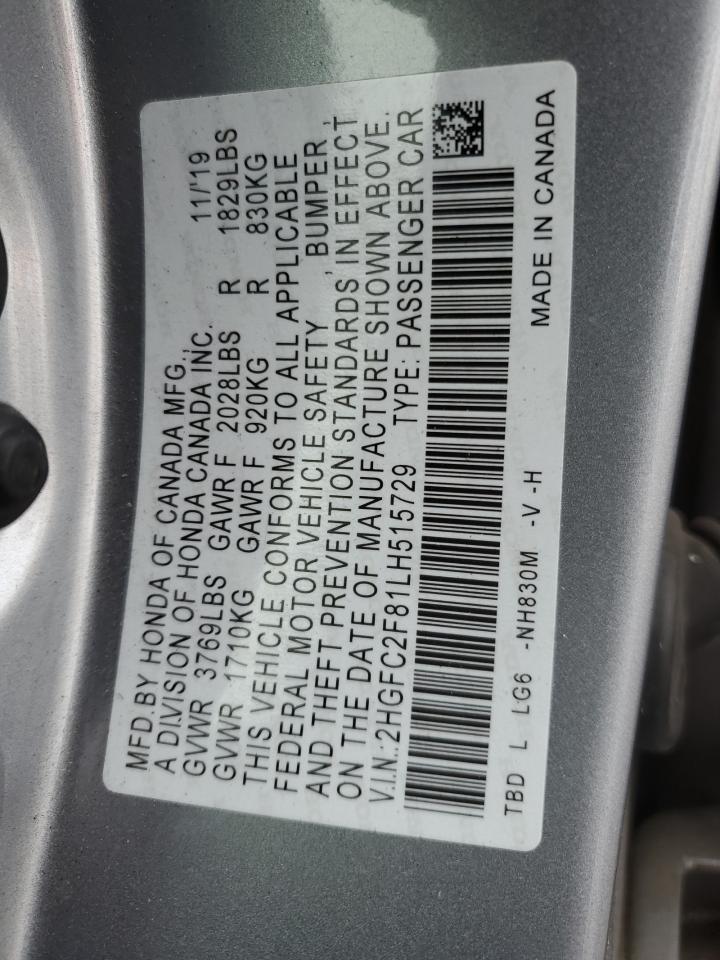 MFD.BY HONDA OF CANADA MFG.,
A DIVISION OF HONDA CANADA INC. 11/'19
GVWR 3769LBS GAWR F 2028LBS R 1829LBS
GVWR 1710KG GAWR F 920KG R 830KG
THIS VEHICLE CONFORMS TO ALL APPLICABLE
FEDERAL MOTOR VEHICLE SAFETY, BUMPER,
AND THEFT PREVENTION STANDARDS IN EFFECT
ON THE DATE OF MANUFACTURE SHOWN ABOVE.
V.I.N.:2HGFC2F81LH515729 TYPE: PASSENGER CAR
TBD L LG6 -NH830M -V -H MADE IN CANADA